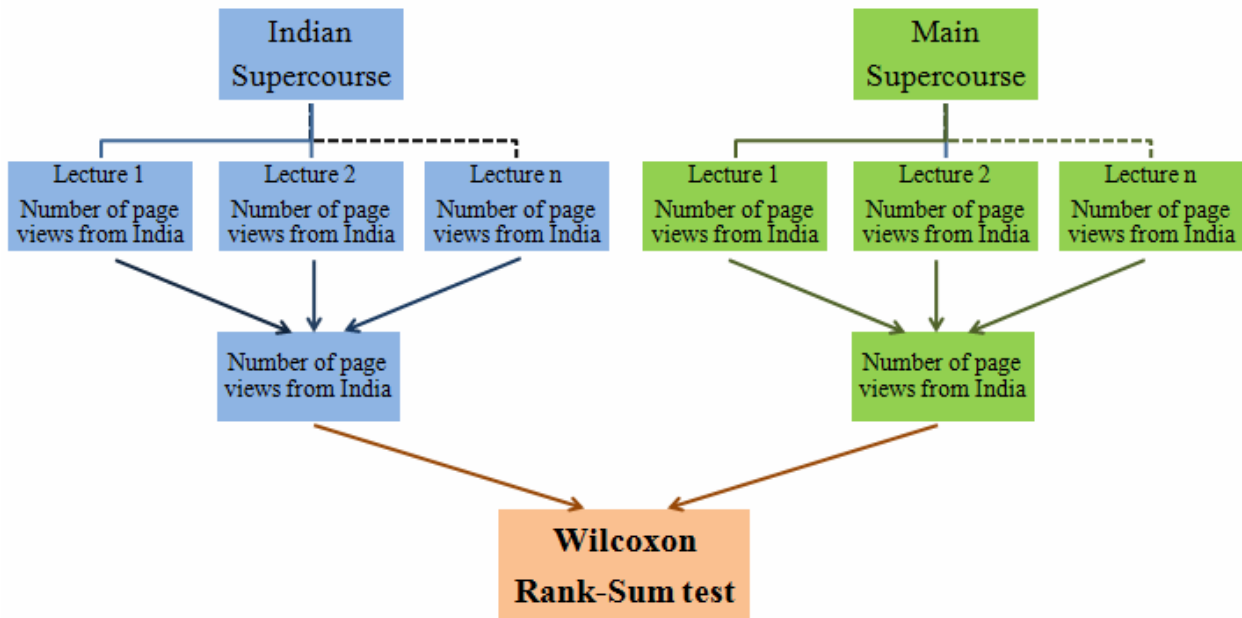 Indian
Supercourse
Main
Supercourse
Lecture 1
Number of page
views from India
Lecture 2
Number of page
views from India
Lecture n
Number of page
views from India
Lecture 1
Number of page
views from India
Lecture 2
Number of page
views from India
Lecture n
Number of page
views from India
Number of page
views from India
Number of page
views from India
Wilcoxon
Rank-Sum test